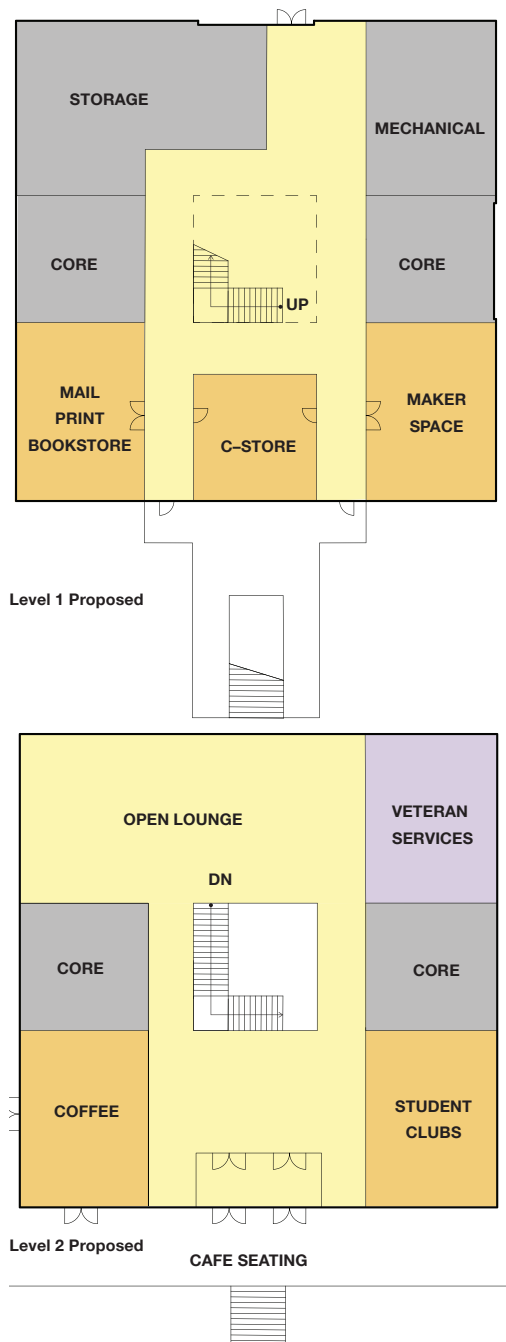 STORAGE
MECHANICAL
CORE
CORE
UP
MAIL
PRINT
BOOKSTORE
C–STORE
MAKER
SPACE
Level 1 Proposed
OPEN LOUNGE
VETERAN
SERVICES
DN
CORE
CORE
COFFEE
STUDENT
CLUBS
Level 2 Proposed
CAFE SEATING